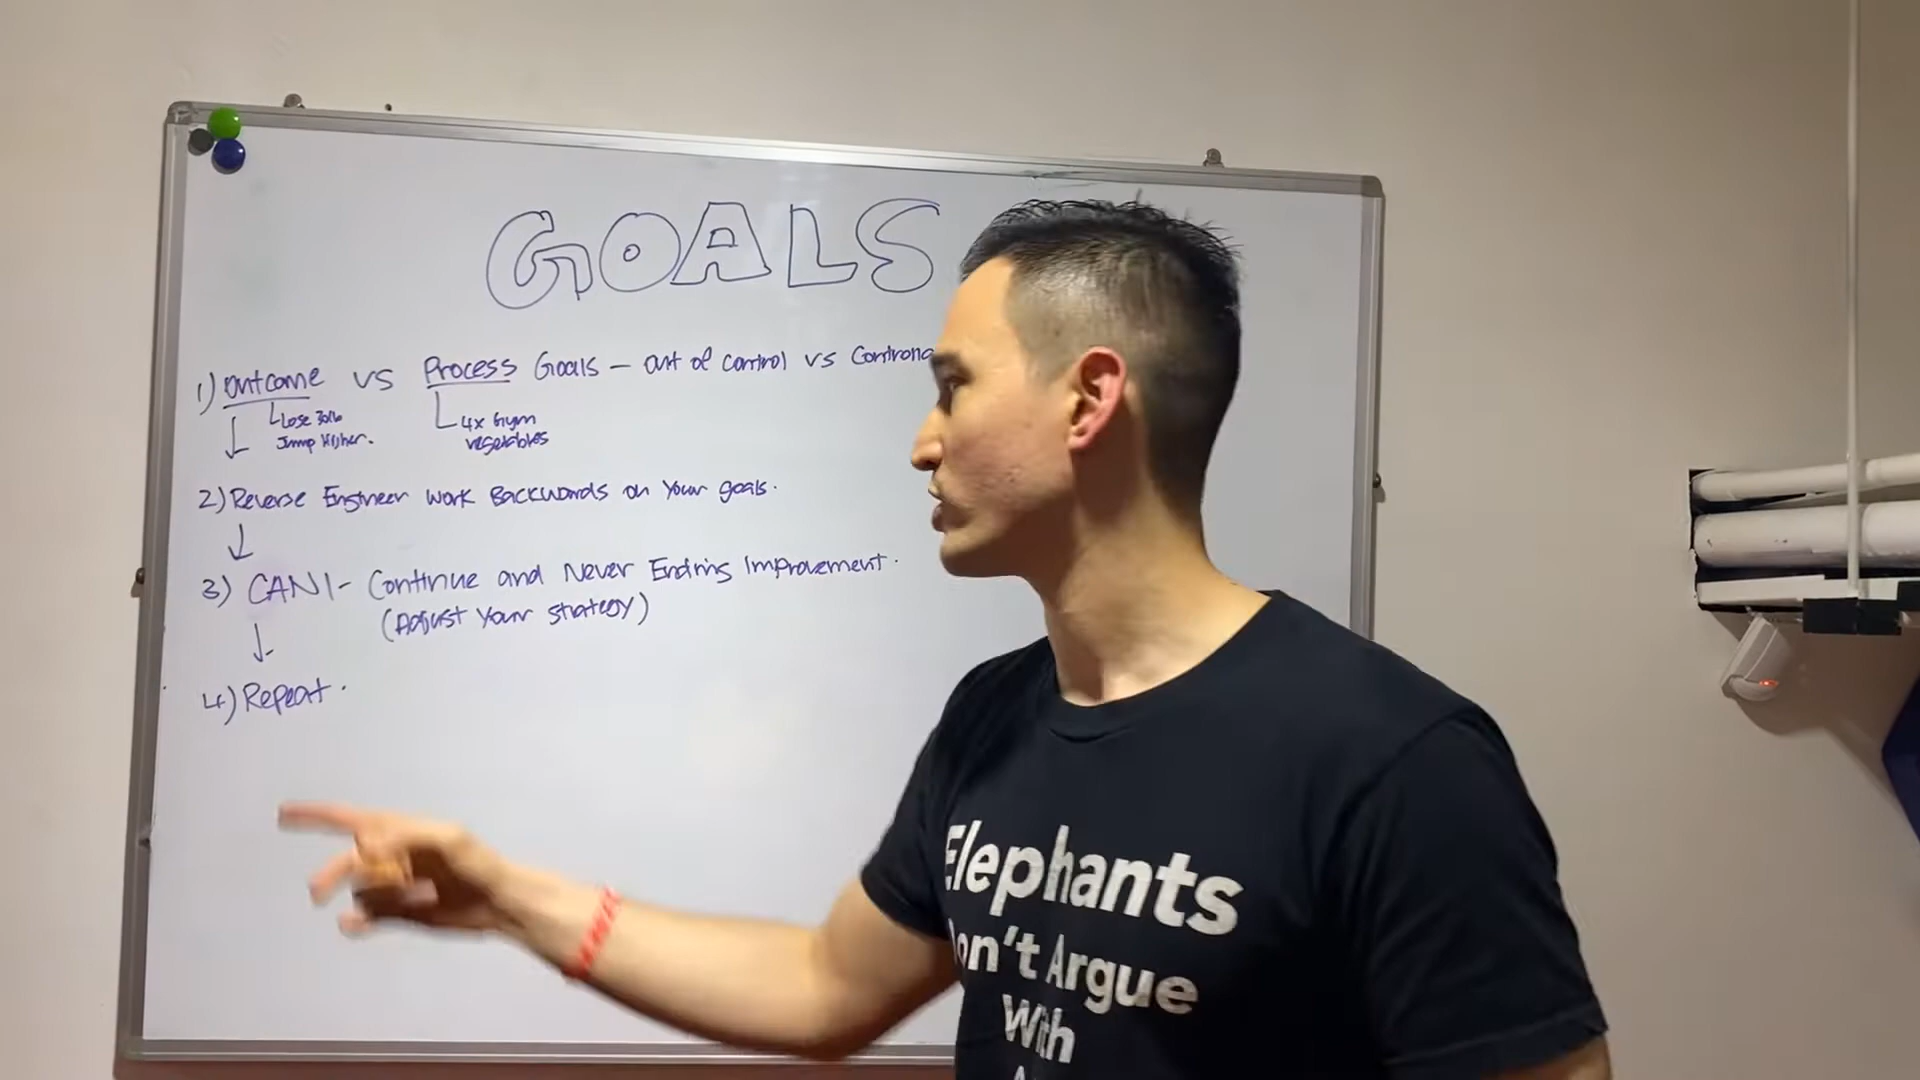 GOALS
1) Outcome vs Process Goals - Out of control vs
Lose 30lb
Jump Higher.
4x Gym
vegetables
2) Reverse Engineer Work Backwards on Your goals.
3) CANI - Continue and Never Ending Improvement.
(Adjust Your strategy)
4) Repeat.
Elephants
Don't Argue
With